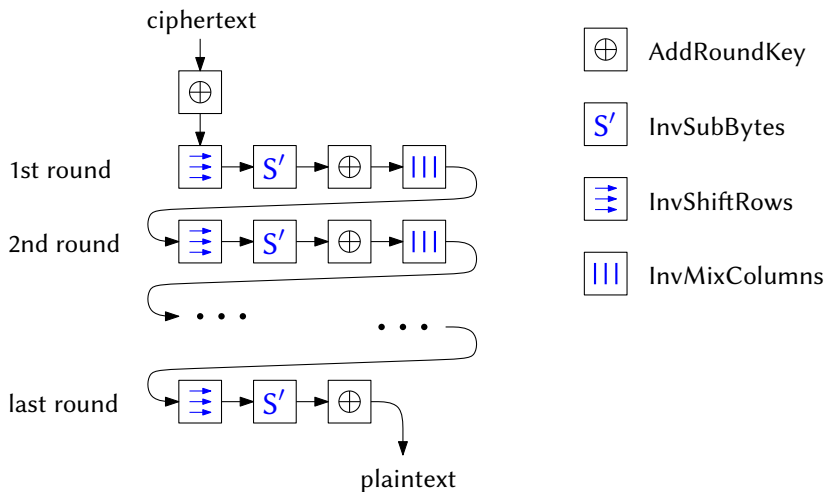 ciphertext
AddRoundKey
S′ InvSubBytes
1st round S′
InvShiftRows
2nd round S′
InvMixColumns
• • • • • •
last round S′
plaintext